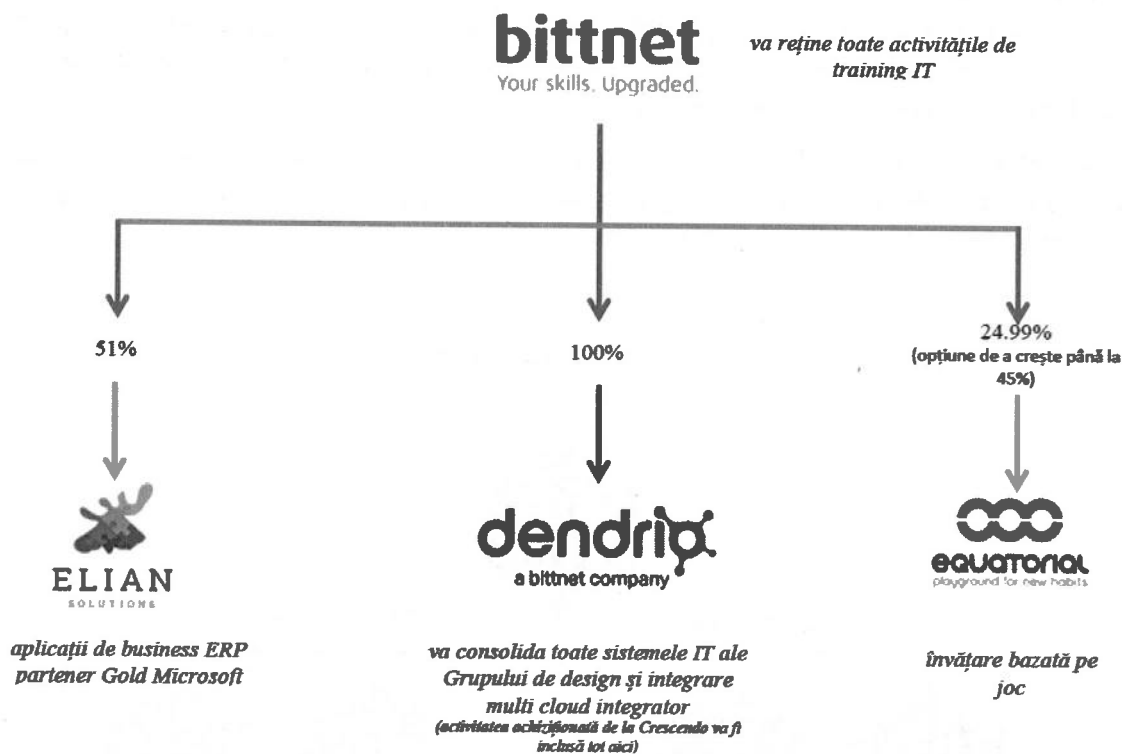 bittnet
Your skills. Upgraded.
va reține toate activitățile de
training IT
51%
100%
24.99%
(opțiune de a crește până la
45%)
ELIAN
SOLUTIONS
aplicații de business ERP
partener Gold Microsoft
dendrio
a bittnet company
va consolida toate sistemele IT ale
Grupului de design și integrare
multi cloud integrator
(activitatea achiziționată de la Crescendo va fi
inclusă tot aici)
equatorial
playground for new habits
învățare bazată pe
joc